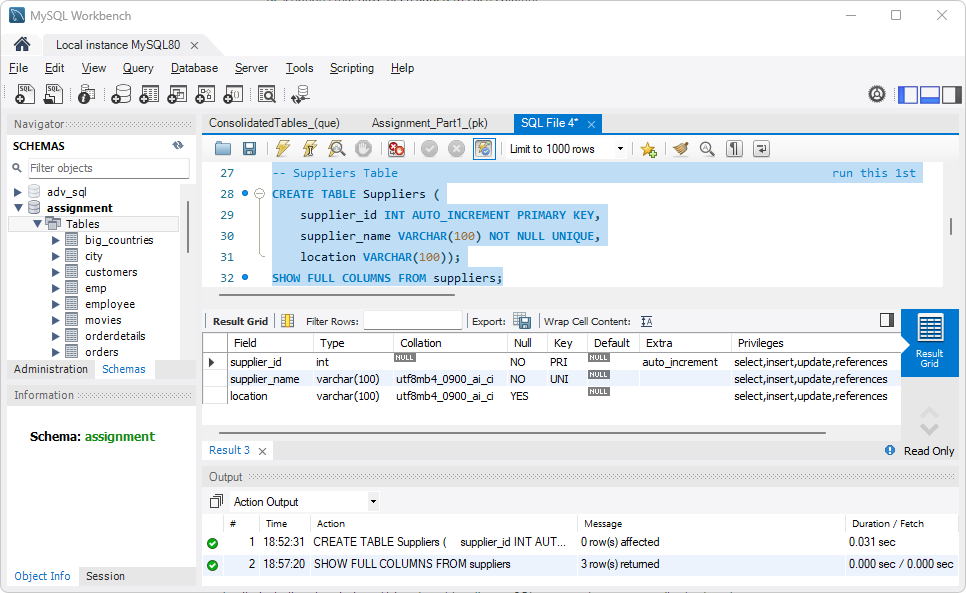 MySQL Workbench
Local instance MySQL80
File Edit View Query Database Server Tools Scripting Help
Navigator
SCHEMAS
Filter objects
adv_sql
assignment
Tables
big_countries
city
customers
emp
employee
movies
orderdetails
orders
Administration Schemas
Information
Schema: assignment
Object Info Session
ConsolidatedTables_(que) Assignment_Part1_(pk) SQL File 4*
Limit to 1000 rows
27 -- Suppliers Table run this 1st
28 CREATE TABLE Suppliers (
29 supplier_id INT AUTO_INCREMENT PRIMARY KEY,
30 supplier_name VARCHAR(100) NOT NULL UNIQUE,
31 location VARCHAR(100));
32 SHOW FULL COLUMNS FROM suppliers;
Result Grid Filter Rows: Export: Wrap Cell Content:
Field Type Collation Null Key Default Extra Privileges
supplier_id int NULL NO PRI NULL auto_increment select,insert,update,references
supplier_name varchar(100) utf8mb4_0900_ai_ci NO UNI NULL select,insert,update,references
location varchar(100) utf8mb4_0900_ai_ci YES NULL select,insert,update,references
Result
Grid
Result 3
Read Only
Output
Action Output
# Time Action Message Duration / Fetch
1 18:52:31 CREATE TABLE Suppliers ( supplier_id INT AUT... 0 row(s) affected 0.031 sec
2 18:57:20 SHOW FULL COLUMNS FROM suppliers 3 row(s) returned 0.000 sec / 0.000 sec